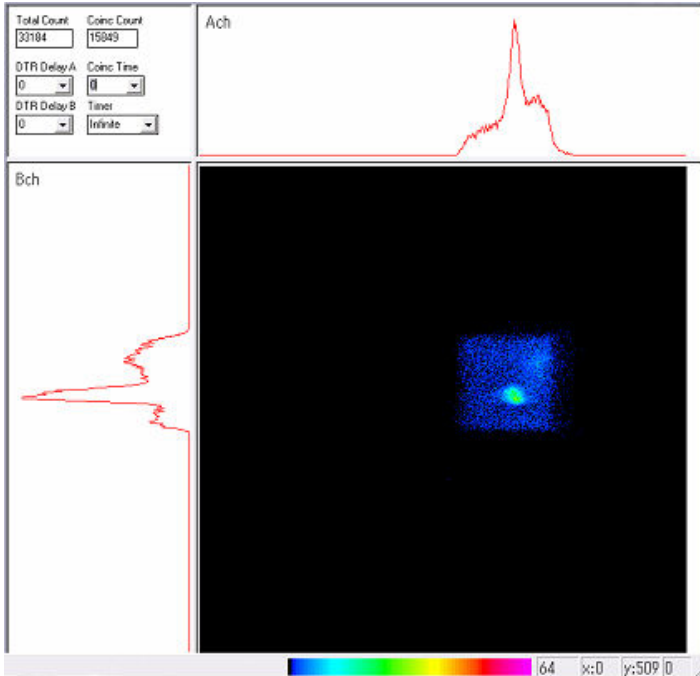 Total Count Coinc Count
33184 15849
DTR Delay A Coinc Time
0 0
DTR Delay B Timer
0 Infinite
Ach
Bch
64 x:0 y:509 0